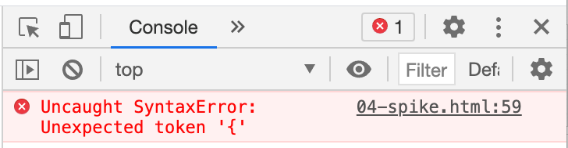 Console » 1
top ▼ Filter Defa
Uncaught SyntaxError: 04-spike.html:59
Unexpected token '{'